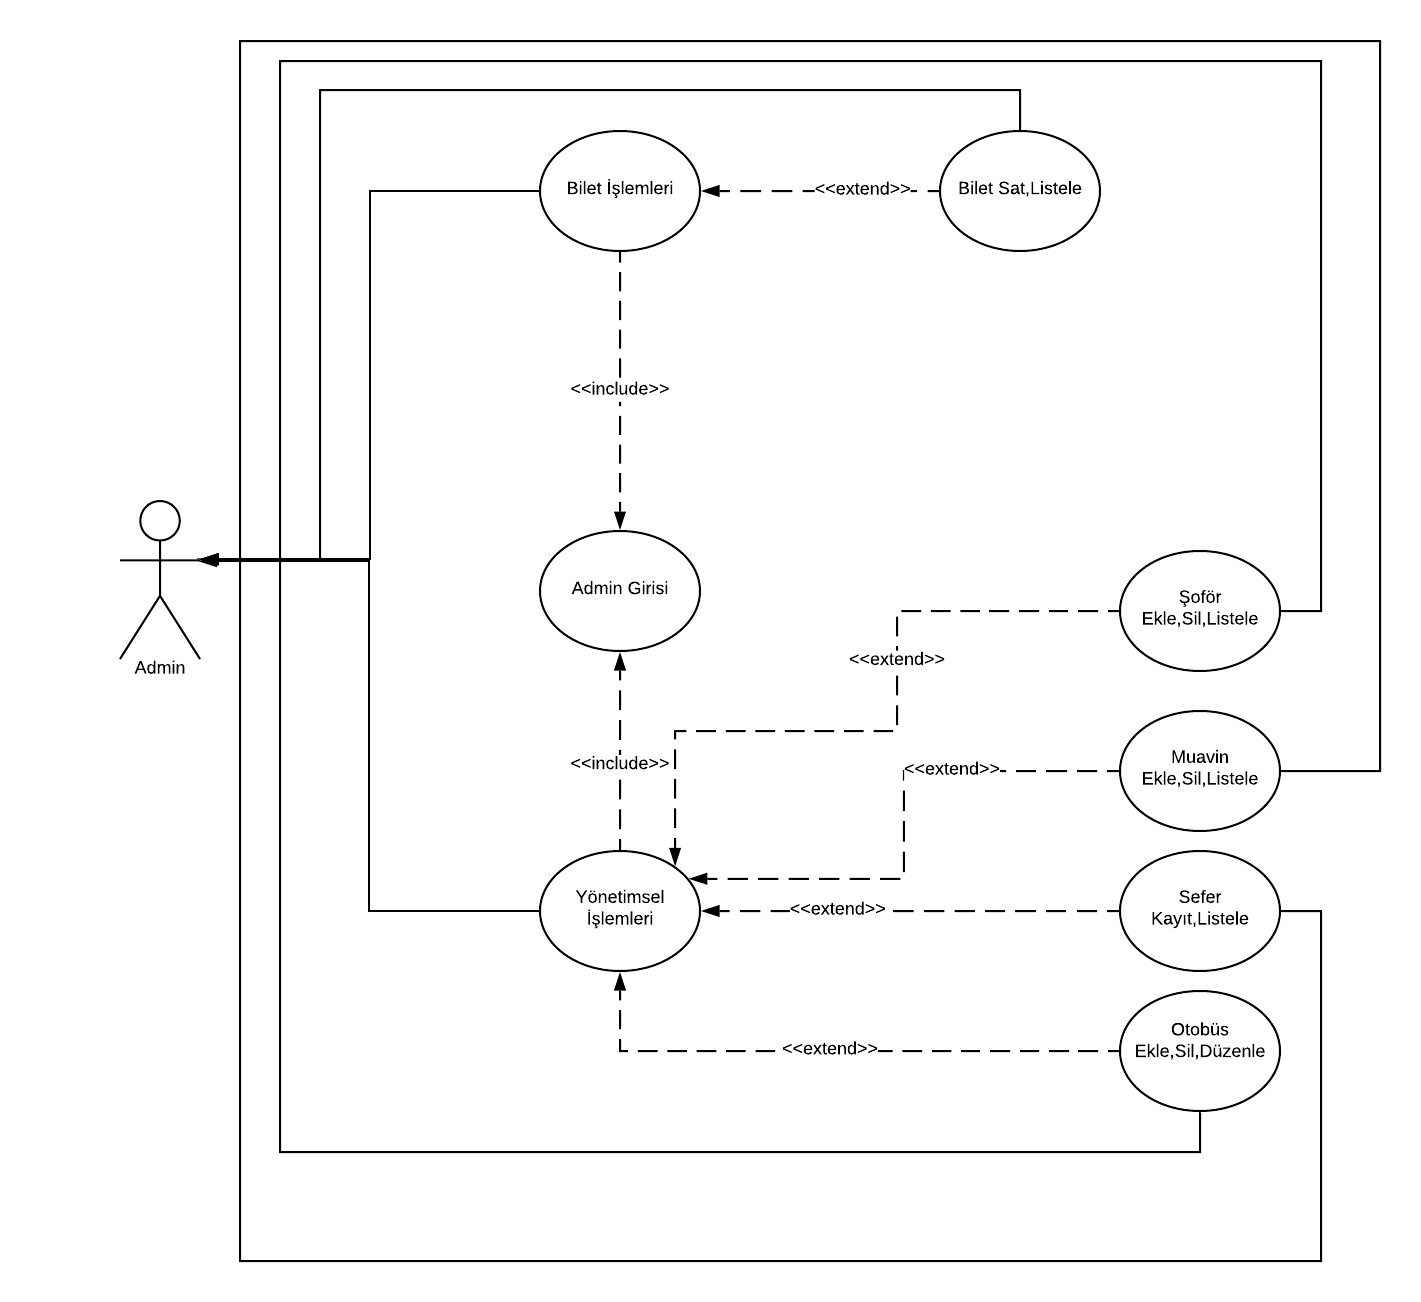 Bilet İşlemleri
<<extend>>
Bilet Sat,Listele
<<include>>
Admin Girisi
Admin
Şoför
Ekle,Sil,Listele
<<extend>>
<<include>>
Muavin
Ekle,Sil,Listele
<<extend>>
Yönetimsel
İşlemleri
<<extend>>
Sefer
Kayıt,Listele
<<extend>>
Otobüs
Ekle,Sil,Düzenle